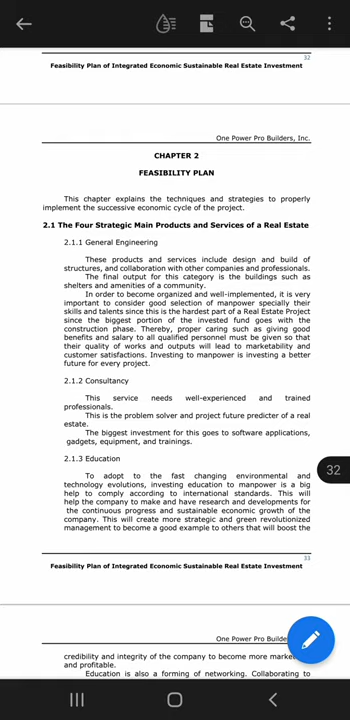 32
Feasibility Plan of Integrated Economic Sustainable Real Estate Investment
One Power Pro Builders, Inc.
CHAPTER 2
FEASIBILITY PLAN
This chapter explains the techniques and strategies to properly
implement the successive economic cycle of the project.
2.1 The Four Strategic Main Products and Services of a Real Estate
2.1.1 General Engineering
These products and services include design and build of
structures, and collaboration with other companies and professionals.
The final output for this category is the buildings such as
shelters and amenities of a community.
In order to become organized and well-implemented, it is very
important to consider good selection of manpower specially their
skills and talents since this is the hardest part of a Real Estate Project
since the biggest portion of the invested fund goes with the
construction phase. Thereby, proper caring such as giving good
benefits and salary to all qualified personnel must be given so that
their quality of works and outputs will lead to marketability and
customer satisfactions. Investing to manpower is investing a better
future for every project.
2.1.2 Consultancy
This service needs well-experienced and trained
professionals.
This is the problem solver and project future predicter of a real
estate.
The biggest investment for this goes to software applications,
gadgets, equipment, and trainings.
2.1.3 Education
32
To adopt to the fast changing environmental and
technology evolutions, investing education to manpower is a big
help to comply according to international standards. This will
help the company to make and have research and developments for
the continuous progress and sustainable economic growth of the
company. This will create more strategic and green revolutionized
management to become a good example to others that will boost the
33
Feasibility Plan of Integrated Economic Sustainable Real Estate Investment
One Power Pro
credibility and integrity of the company to become more
and profitable.
Education is also a forming of networking. Collaborating to